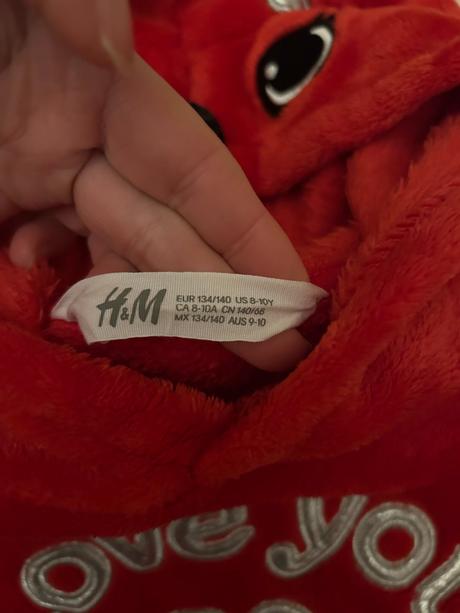 H&M
EUR 134/140 US 8-10Y
CA 8-10A CN 140/66
MX 134/140 AUS 9-10
ove you